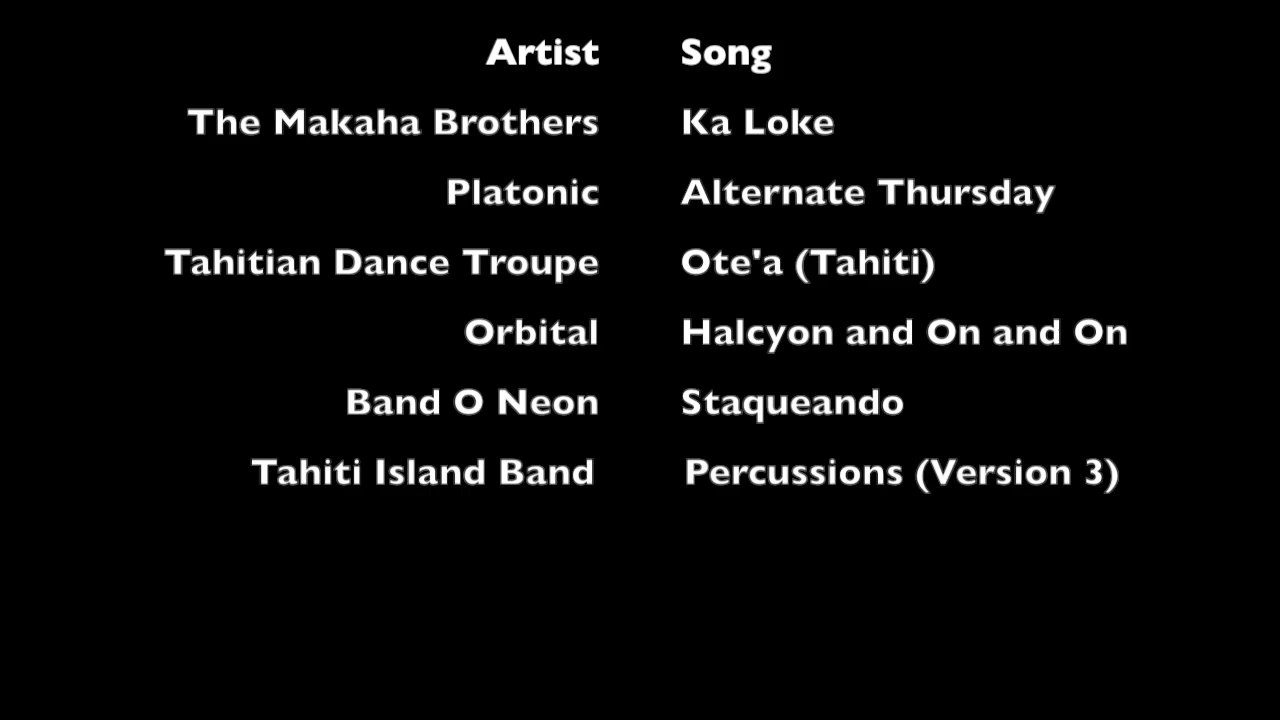 Artist Song
The Makaha Brothers Ka Loke
Platonic Alternate Thursday
Tahitian Dance Troupe Ote'a (Tahiti)
Orbital Halcyon and On and On
Band O Neon Staqueando
Tahiti Island Band Percussions (Version 3)